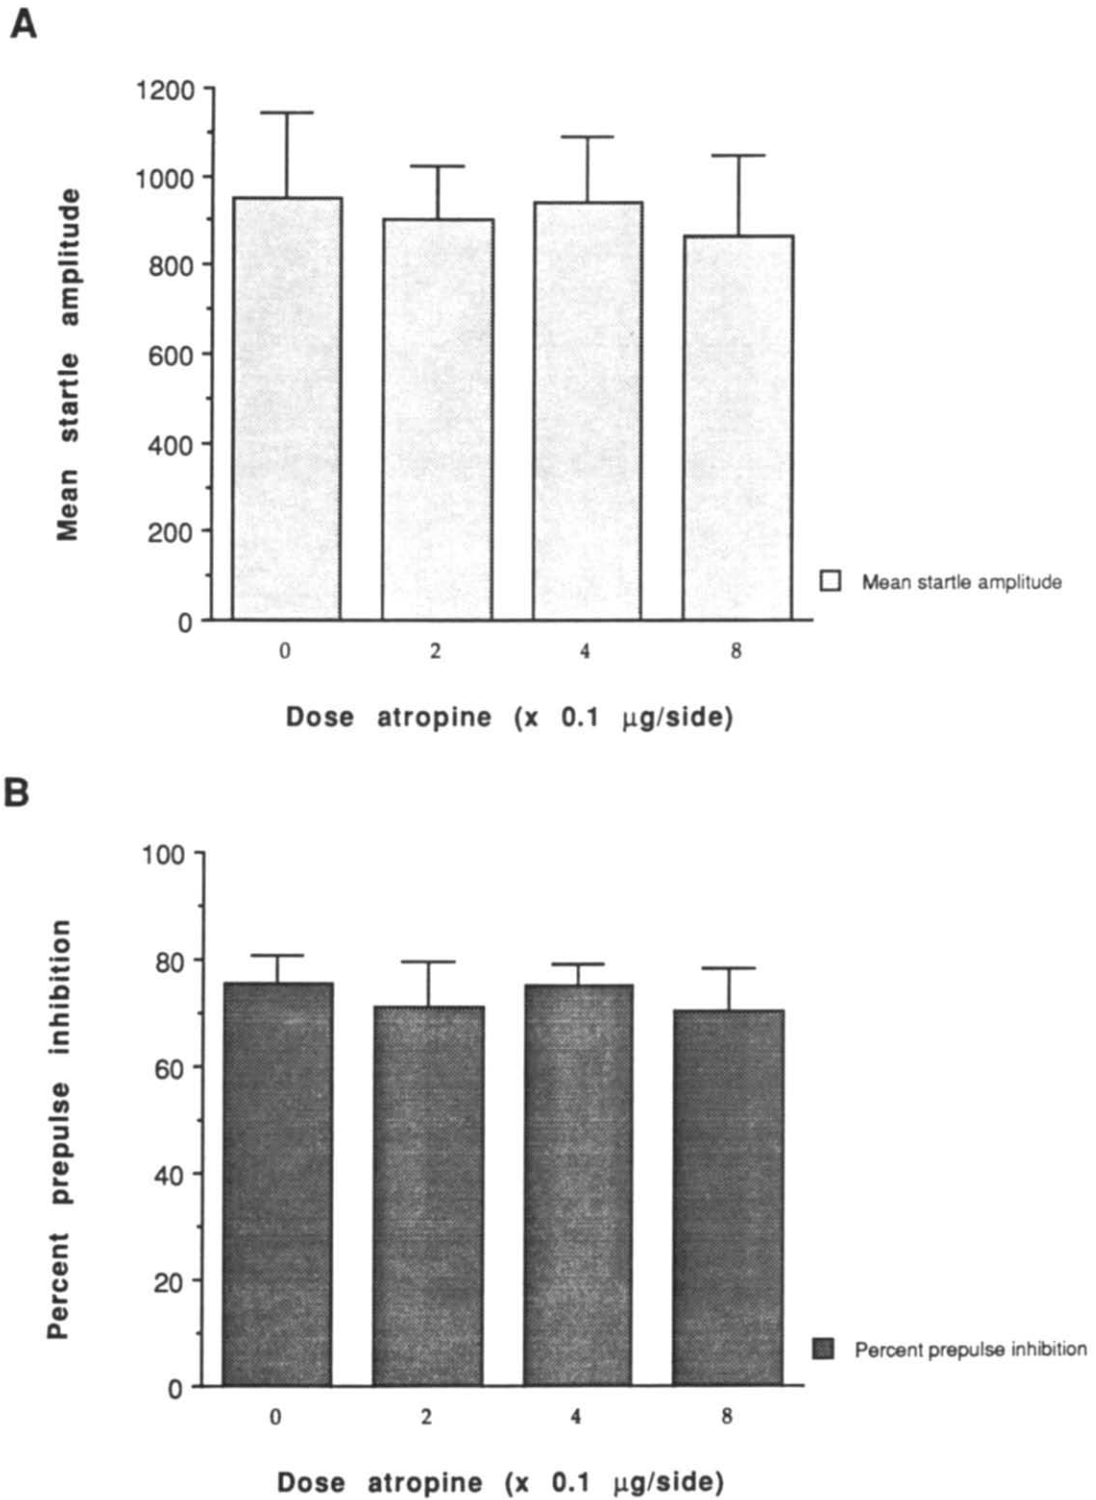 A
1200
1000
800
600
400
200
0
Mean startle amplitude
0 2 4 8
Dose atropine (x 0.1 μg/side)
Mean startle amplitude
B
100
80
60
40
20
0
Percent prepulse inhibition
0 2 4 8
Dose atropine (x 0.1 μg/side)
Percent prepulse inhibition